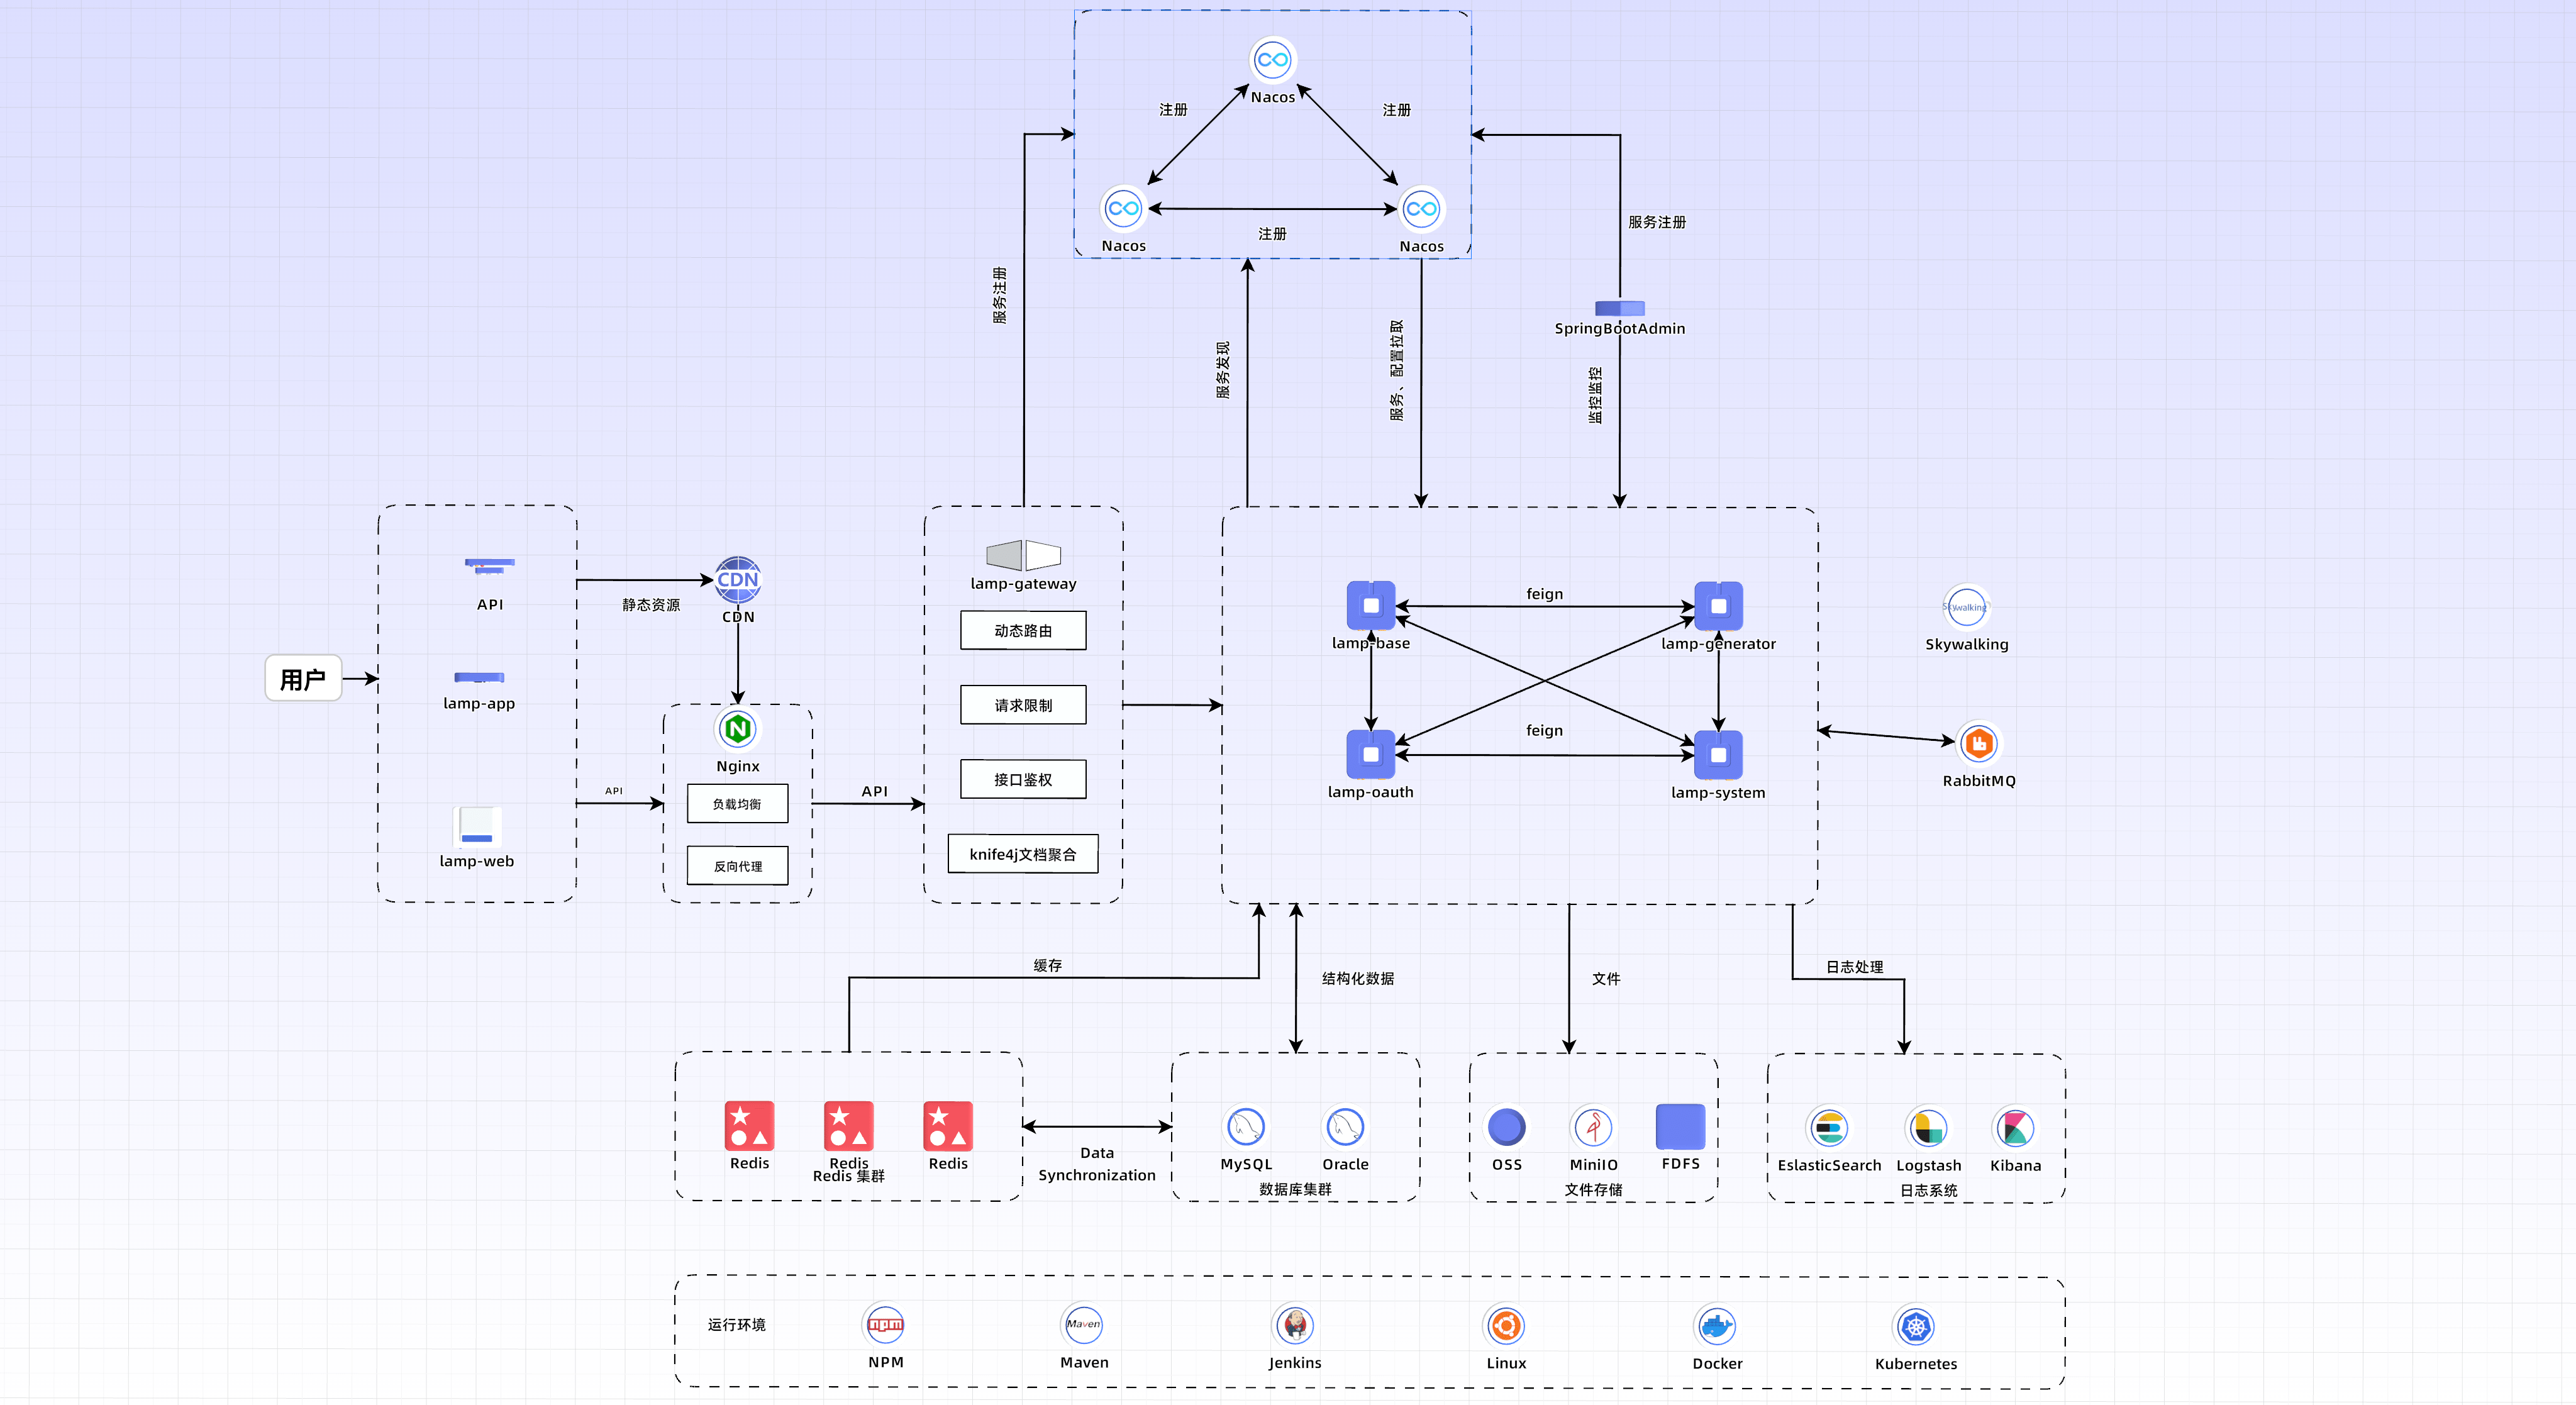 Nacos
注册
注册
Nacos
注册
Nacos
服务注册
服务注册
服务发现
服务、配置拉取
SpringBootAdmin
监控监控
用户
API
lamp-app
lamp-web
静态资源
CDN
CDN
API
Nginx
负载均衡
反向代理
API
lamp-gateway
动态路由
请求限制
接口鉴权
knife4j文档聚合
feign
lamp-base
lamp-generator
feign
lamp-oauth
lamp-system
Skywalking
Skywalking
RabbitMQ
缓存
结构化数据
文件
日志处理
Redis
Redis
Redis
Redis 集群
Data
Synchronization
MySQL
Oracle
数据库集群
OSS
MiniIO
FDFS
文件存储
EslasticSearch
Logstash
Kibana
日志系统
运行环境
npm
NPM
Maven
Maven
Jenkins
Linux
Docker
Kubernetes